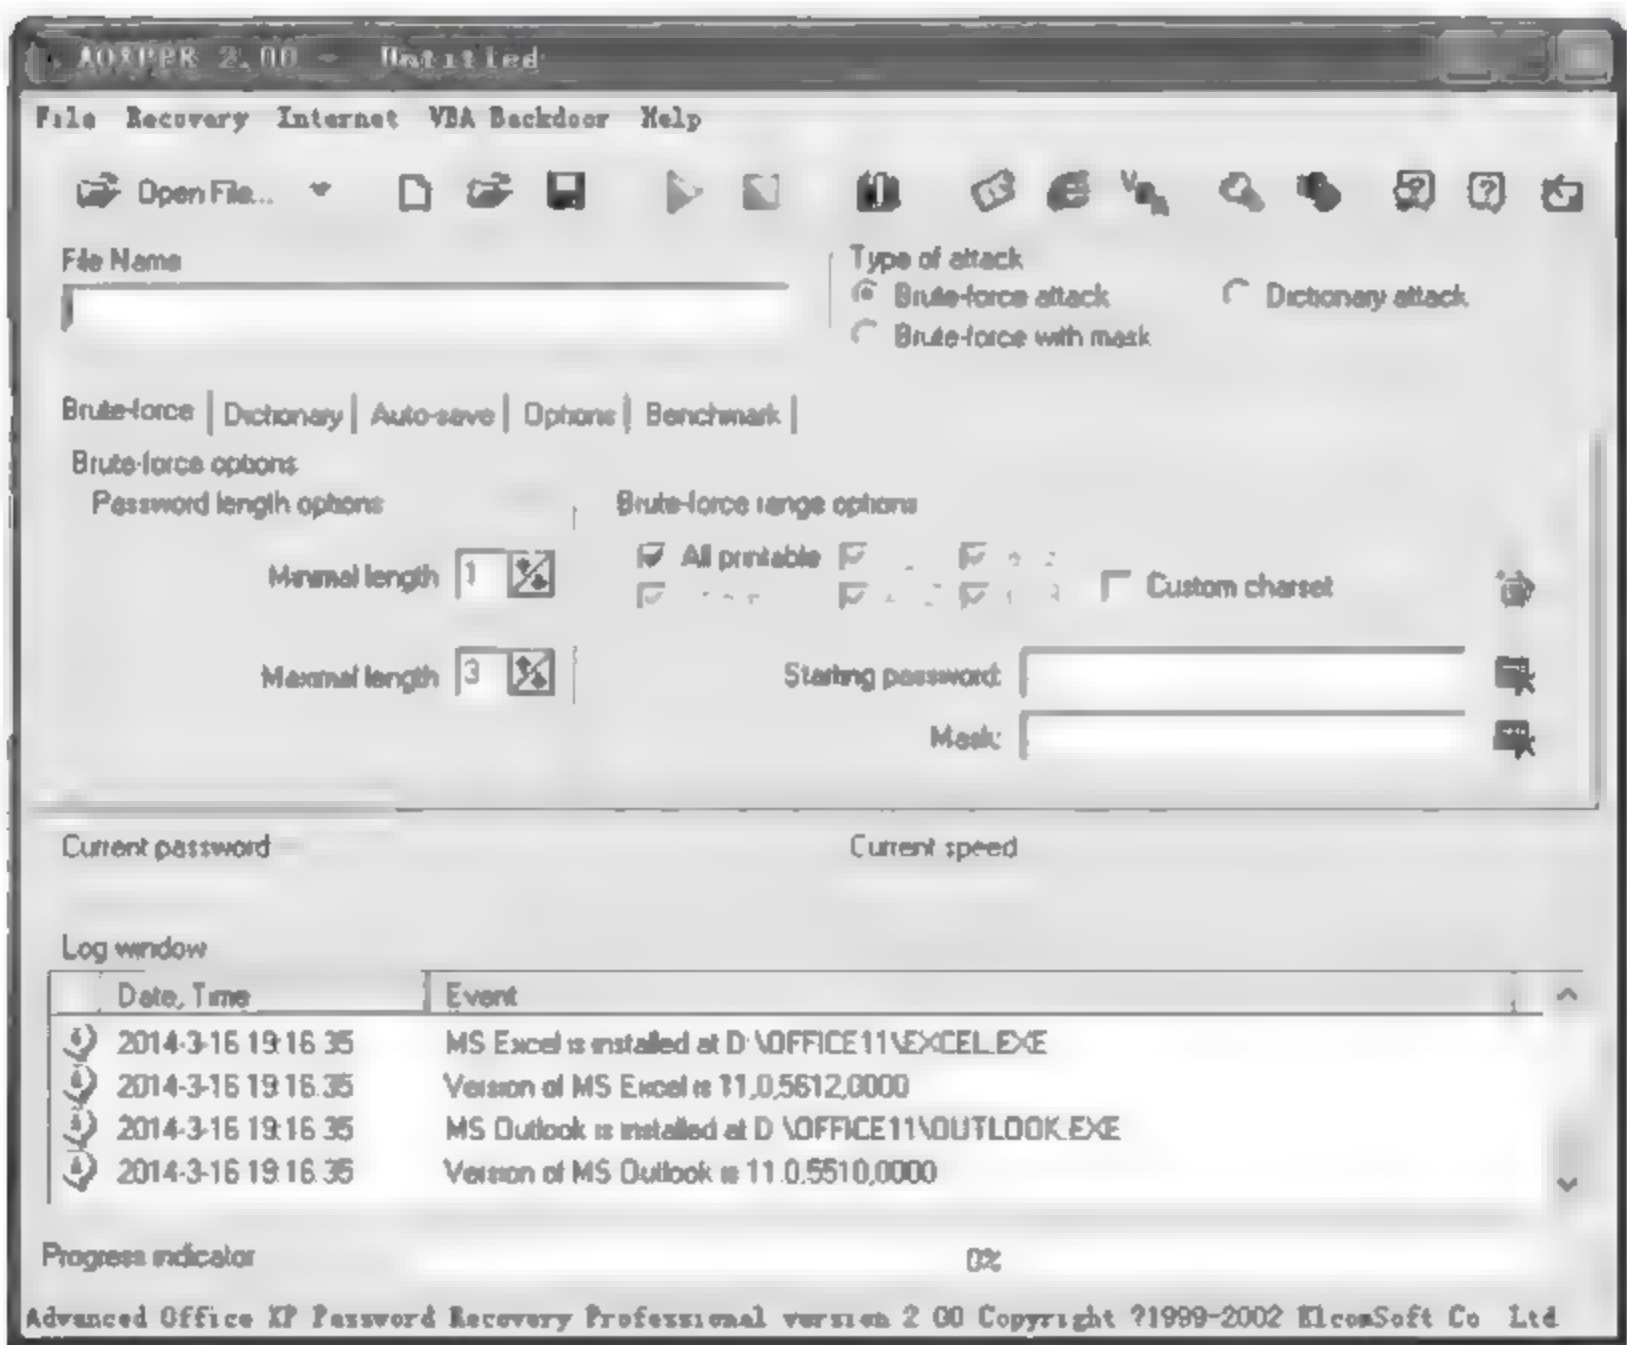 AOXPPR 2.00 - Untitled
File Recovery Internet VBA Backdoor Help
Open File...
File Name
Type of attack
Brute-force attack Dictionary attack
Brute-force with mask
Brute-force Dictionary Auto-save Options Benchmark
Brute-force options
Password length options Brute-force range options
All printable
Minimal length 1 Custom charset
Maximal length 3 Starting password:
Mask:
Current password Current speed
Log window
Date, Time Event
2014-3-16 19:16:35 MS Excel is installed at D:\OFFICE11\EXCEL.EXE
2014-3-16 19:16:35 Version of MS Excel is 11,0,5612,0000
2014-3-16 19:16:35 MS Outlook is installed at D:\OFFICE11\OUTLOOK.EXE
2014-3-16 19:16:35 Version of MS Outlook is 11.0,5510,0000
Progress indicator 0%
Advanced Office XP Password Recovery Professional version 2.00 Copyright ?1999-2002 ElcomSoft Co Ltd